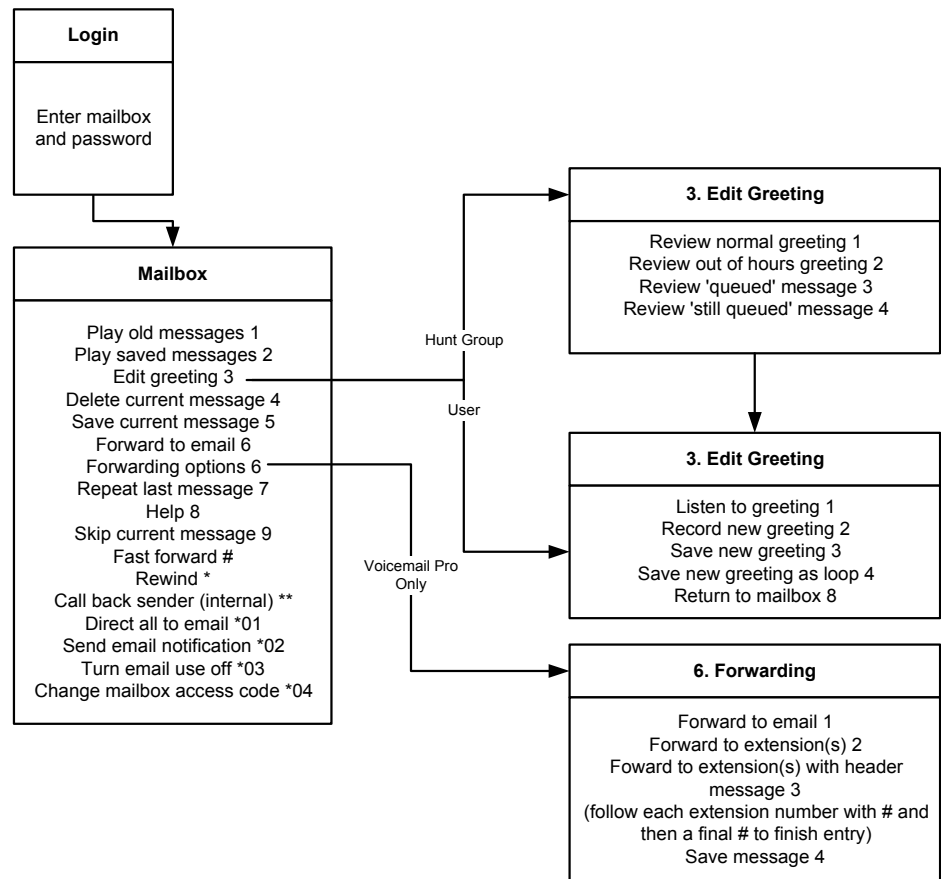 Login
Enter mailbox
and password
Mailbox
Play old messages 1
Play saved messages 2
Edit greeting 3
Delete current message 4
Save current message 5
Forward to email 6
Forwarding options 6
Repeat last message 7
Help 8
Skip current message 9
Fast forward #
Rewind *
Call back sender (internal) **
Direct all to email *01
Send email notification *02
Turn email use off *03
Change mailbox access code *04
Hunt Group
User
Voicemail Pro
Only
3. Edit Greeting
Review normal greeting 1
Review out of hours greeting 2
Review 'queued' message 3
Review 'still queued' message 4
3. Edit Greeting
Listen to greeting 1
Record new greeting 2
Save new greeting 3
Save new greeting as loop 4
Return to mailbox 8
6. Forwarding
Forward to email 1
Forward to extension(s) 2
Foward to extension(s) with header
message 3
(follow each extension number with # and
then a final # to finish entry)
Save message 4